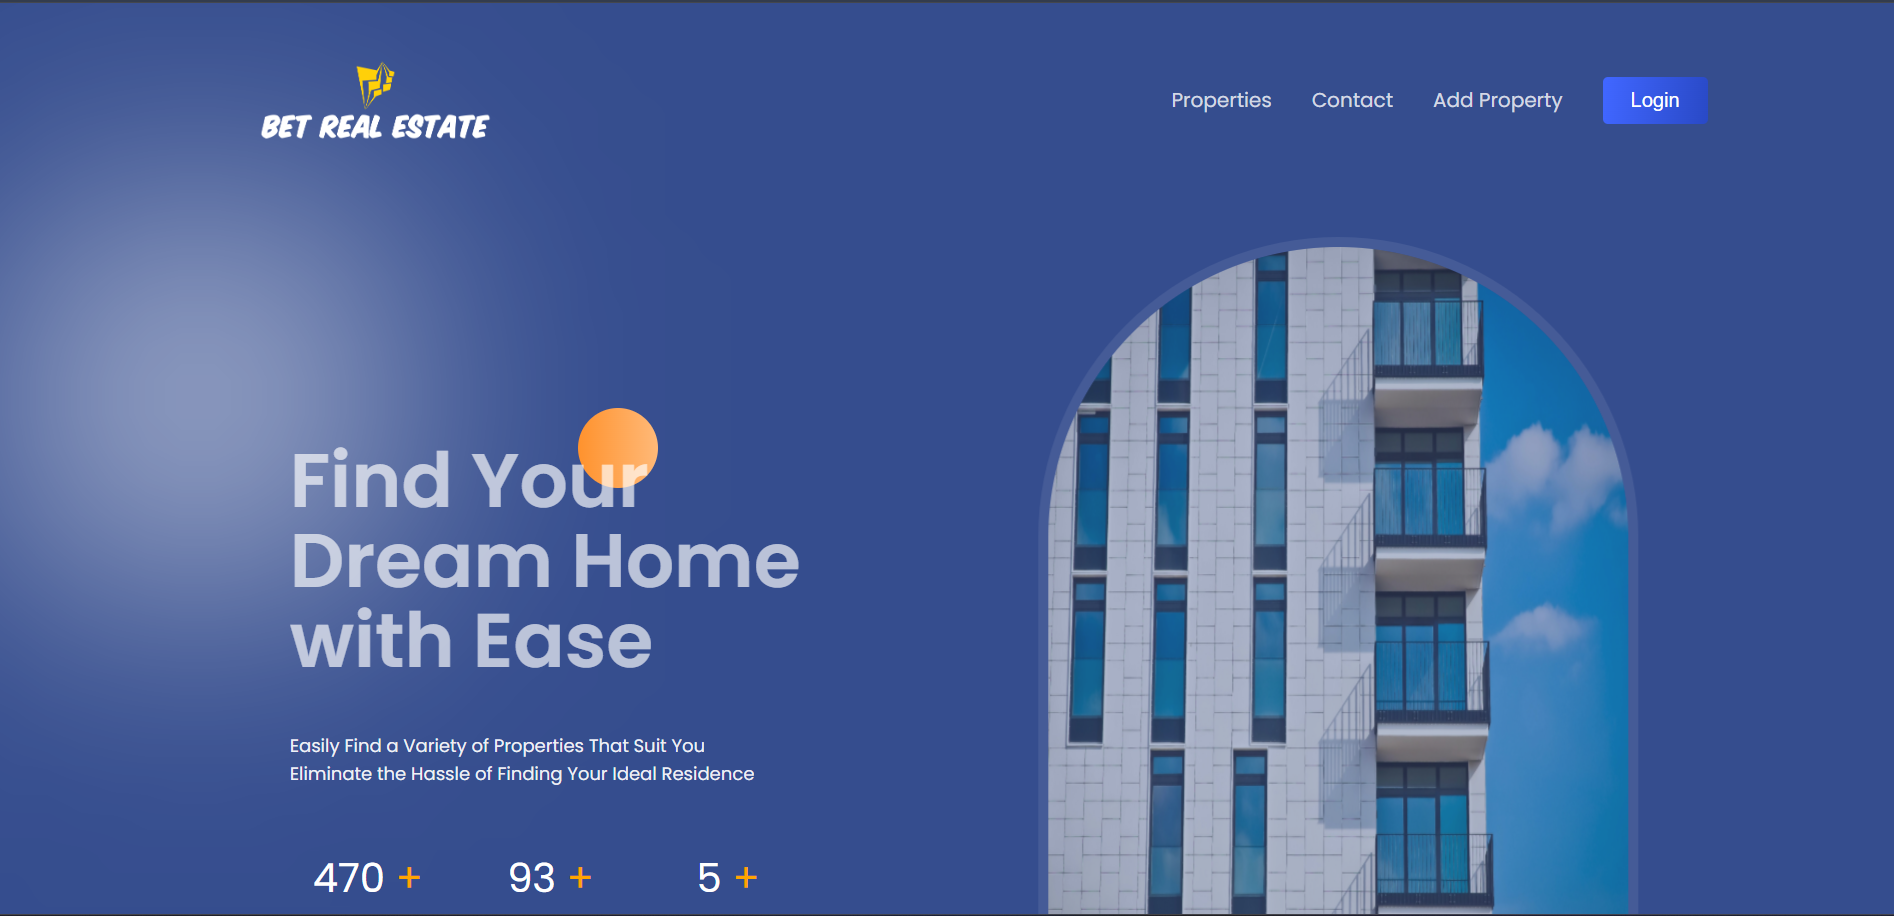 BET REAL ESTATE
Properties
Contact
Add Property
Login
Find Your
Dream Home
with Ease
Easily Find a Variety of Properties That Suit You
Eliminate the Hassle of Finding Your Ideal Residence
470 +
93 +
5 +